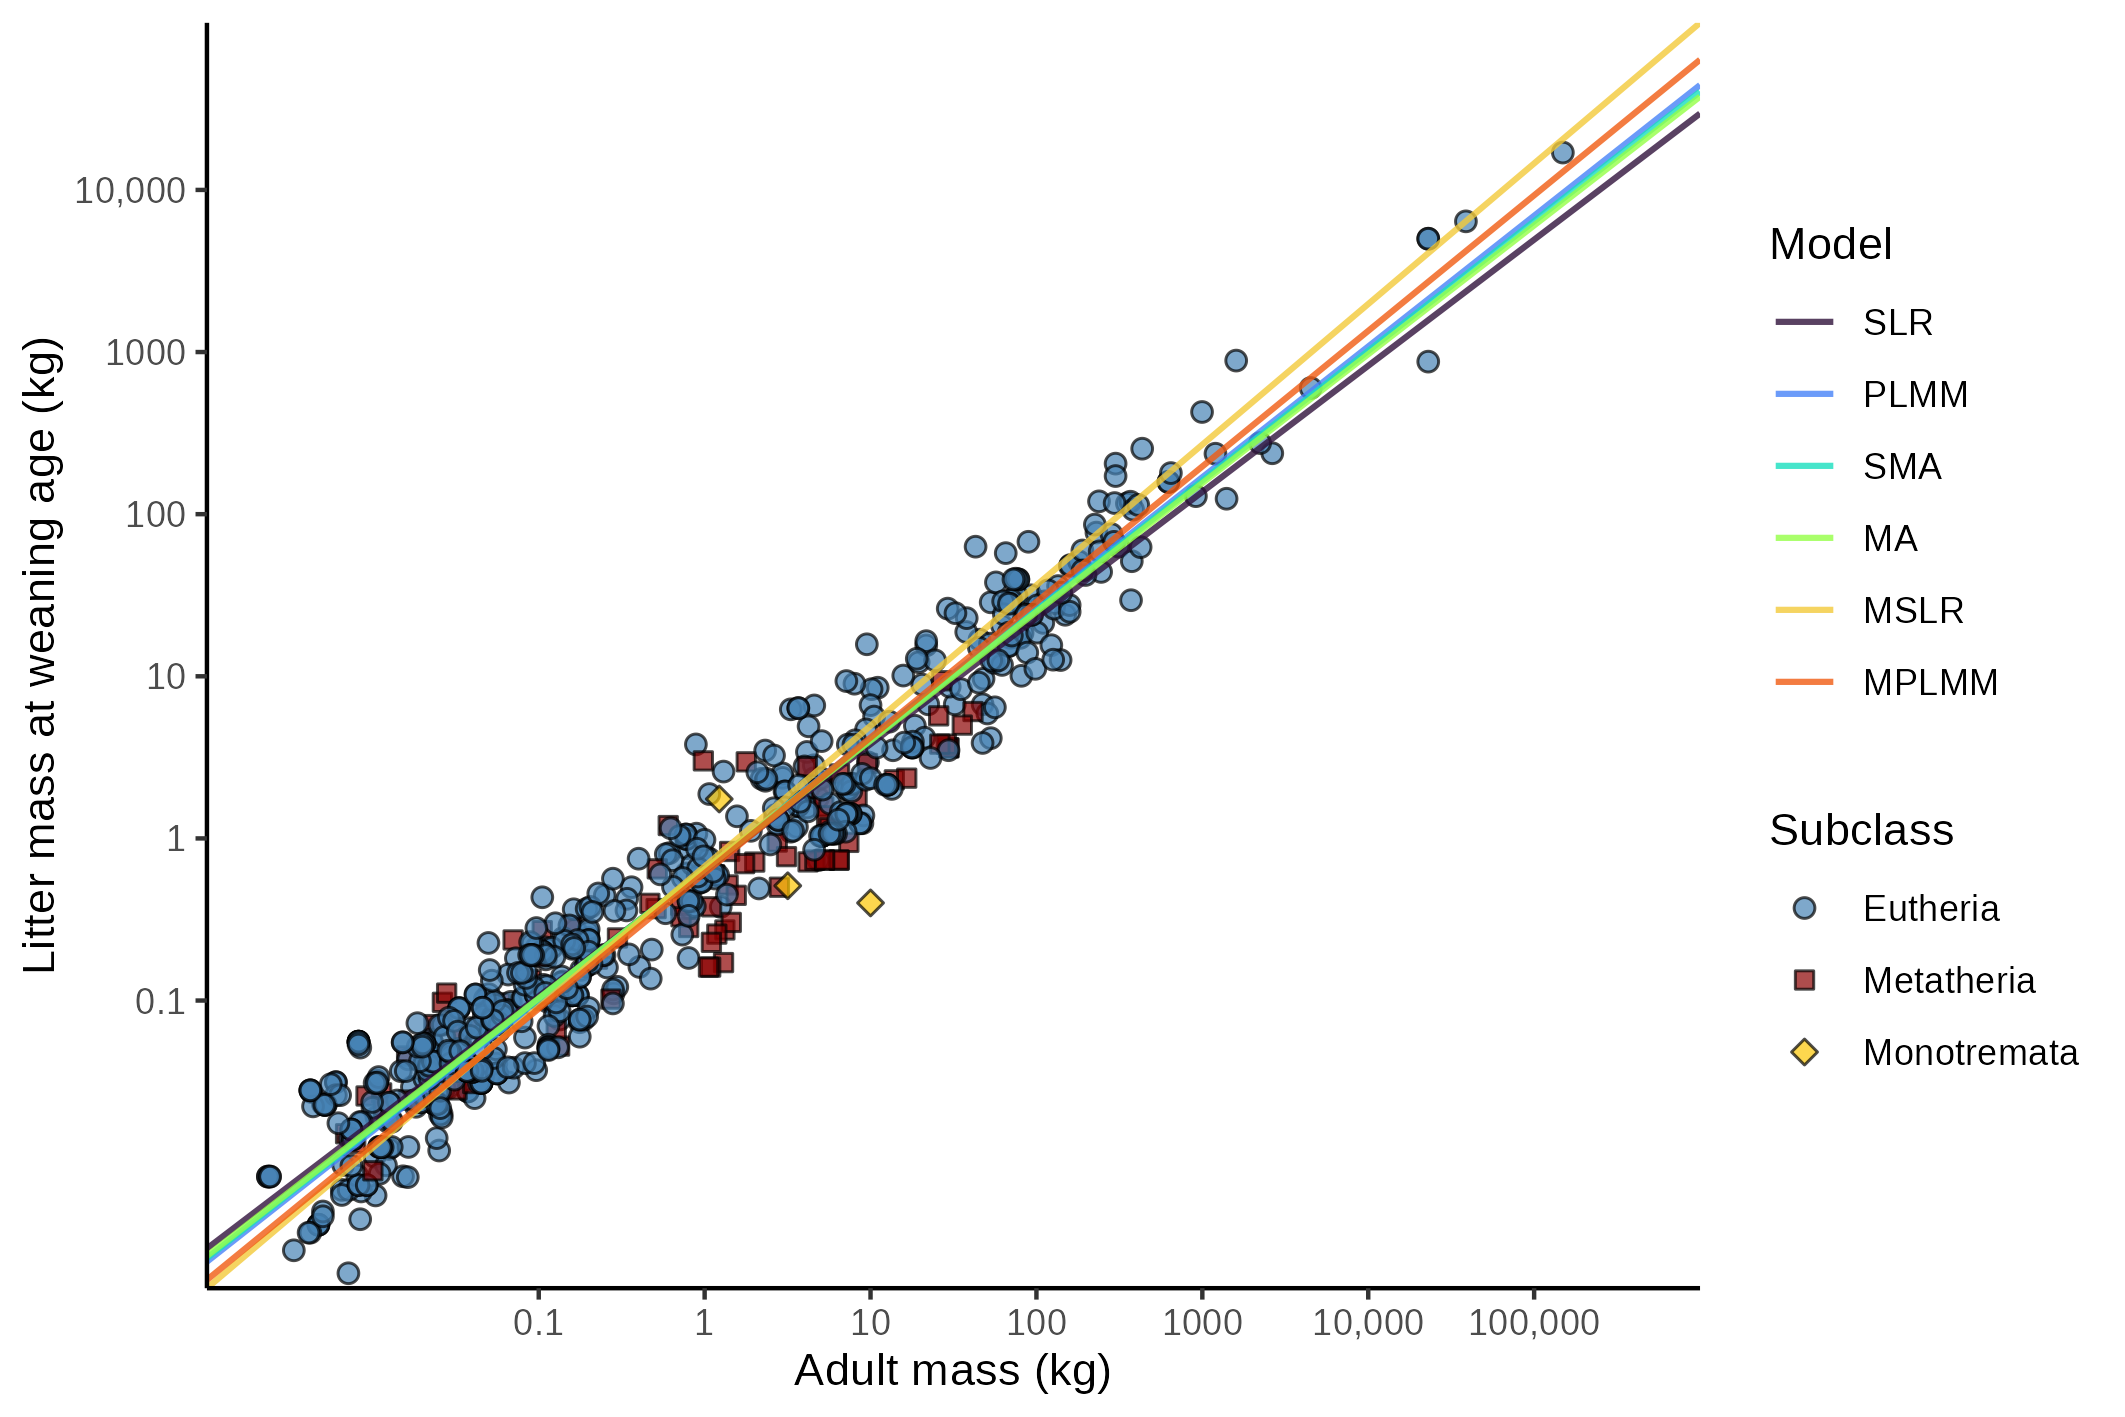 Litter mass at weaning age (kg)
10,000
1000
100
10
1
0.1
0.1
1
10
100
1000
10,000
100,000
Adult mass (kg)
Model
SLR
PLMM
SMA
MA
MSLR
MPLMM
Subclass
Eutheria
Metatheria
Monotremata